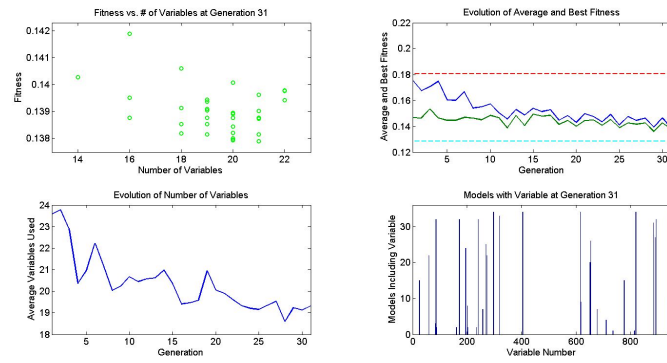 Fitness vs. # of Variables at Generation 31
0.142
0.141
0.14
0.139
0.138
Fitness
14 16 18 20 22
Number of Variables
Evolution of Average and Best Fitness
0.22
0.2
0.18
0.16
0.14
0.12
Average and Best Fitness
5 10 15 20 25 30
Generation
Evolution of Number of Variables
24
23
22
21
20
19
18
Average Variables Used
5 10 15 20 25 30
Generation
Models with Variable at Generation 31
30
20
10
0
Models Including Variable
0 200 400 600 800
Variable Number